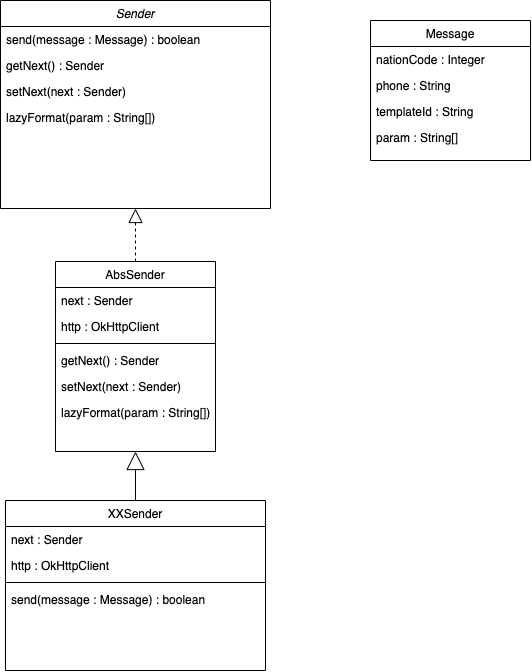 Sender
send(message : Message) : boolean
getNext() : Sender
setNext(next : Sender)
lazyFormat(param : String[])
Message
nationCode : Integer
phone : String
templateId : String
param : String[]
AbsSender
next : Sender
http : OkHttpClient
getNext() : Sender
setNext(next : Sender)
lazyFormat(param : String[])
XXSender
next : Sender
http : OkHttpClient
send(message : Message) : boolean